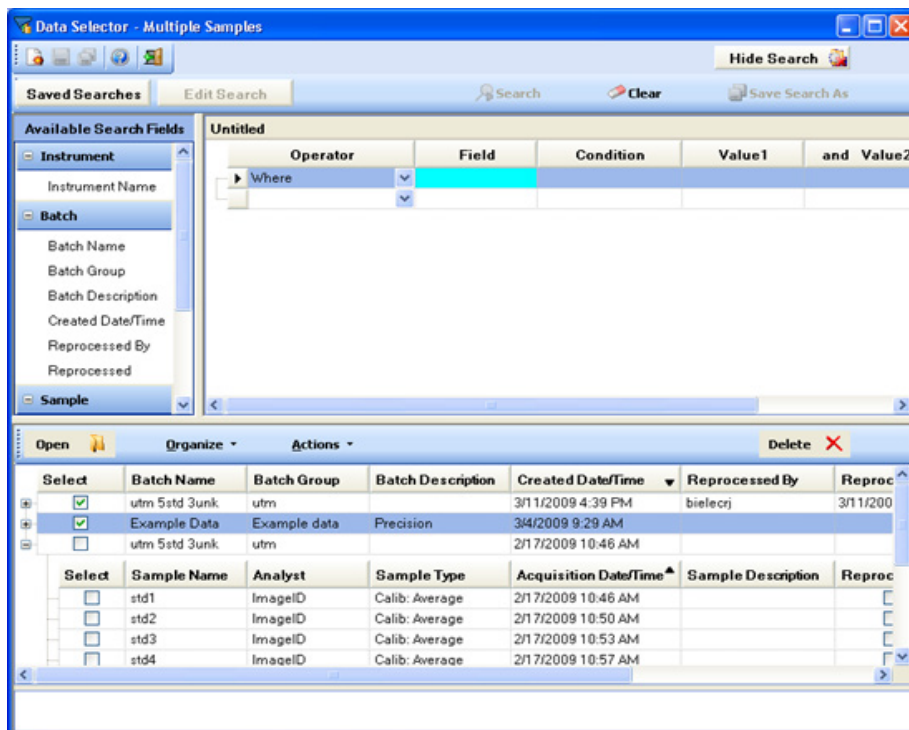 Data Selector - Multiple Samples
Hide Search
Saved Searches Edit Search Search Clear Save Search As
Available Search Fields Untitled
Instrument Operator Field Condition Value1 and Value2
Instrument Name Where
Batch
Batch Name
Batch Group
Batch Description
Created Date/Time
Reprocessed By
Reprocessed
Sample
Open Organize Actions Delete
Select Batch Name Batch Group Batch Description Created Date/Time Reprocessed By Reproc
utm 5std 3unk utm 3/11/2009 4:39 PM bielecrj 3/11/200
Example Data Example data Precision 3/4/2009 9:29 AM
utm 5std 3unk utm 2/17/2009 10:46 AM
Select Sample Name Analyst Sample Type Acquisition Date/Time Sample Description Reproc
std1 ImageID Calib: Average 2/17/2009 10:46 AM
std2 ImageID Calib: Average 2/17/2009 10:50 AM
std3 ImageID Calib: Average 2/17/2009 10:53 AM
std4 ImageID Calib: Average 2/17/2009 10:57 AM